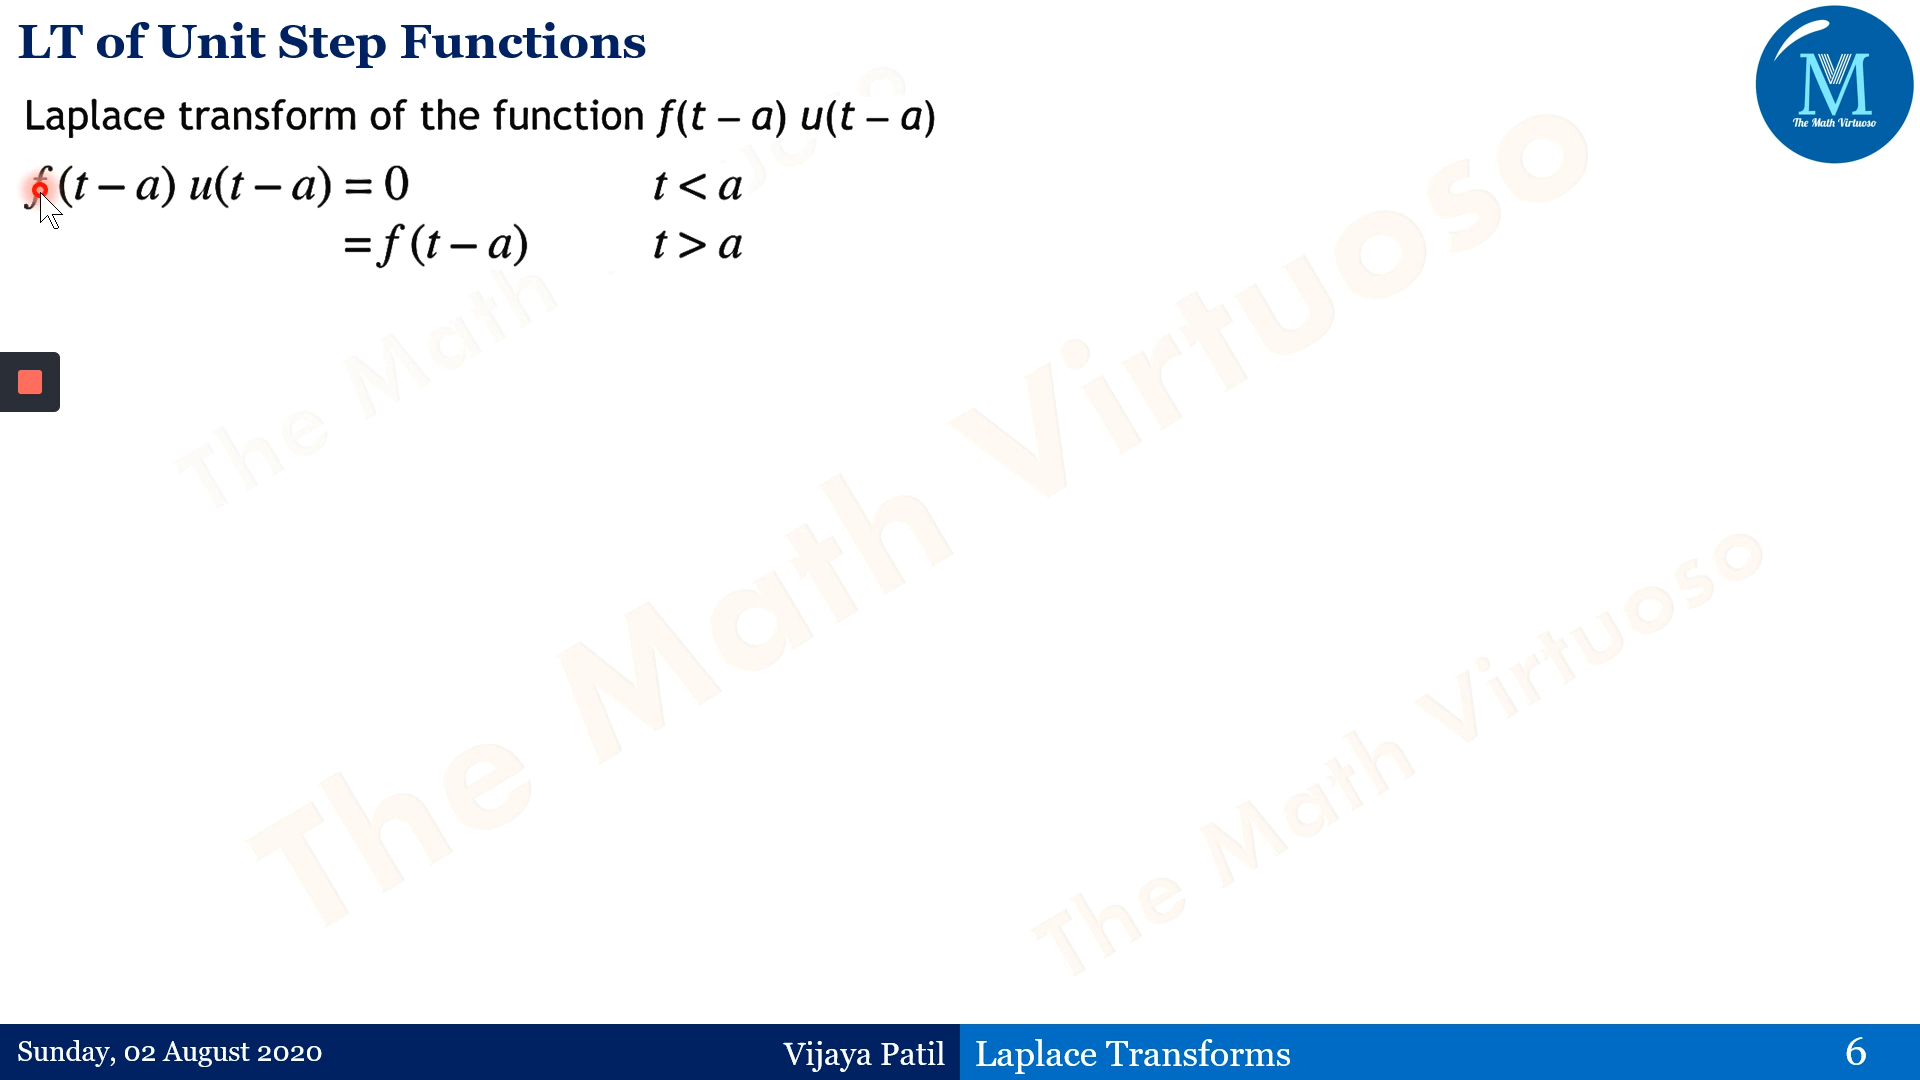 LT of Unit Step Functions
M
The Math Virtuoso
Laplace transform of the function f(t – a) u(t – a)
f (t – a) u(t – a) = 0 t < a
= f (t – a) t > a
The Math Virtuoso
The Math Virtuoso
The Math Virtuoso
Sunday, 02 August 2020 Vijaya Patil Laplace Transforms 6